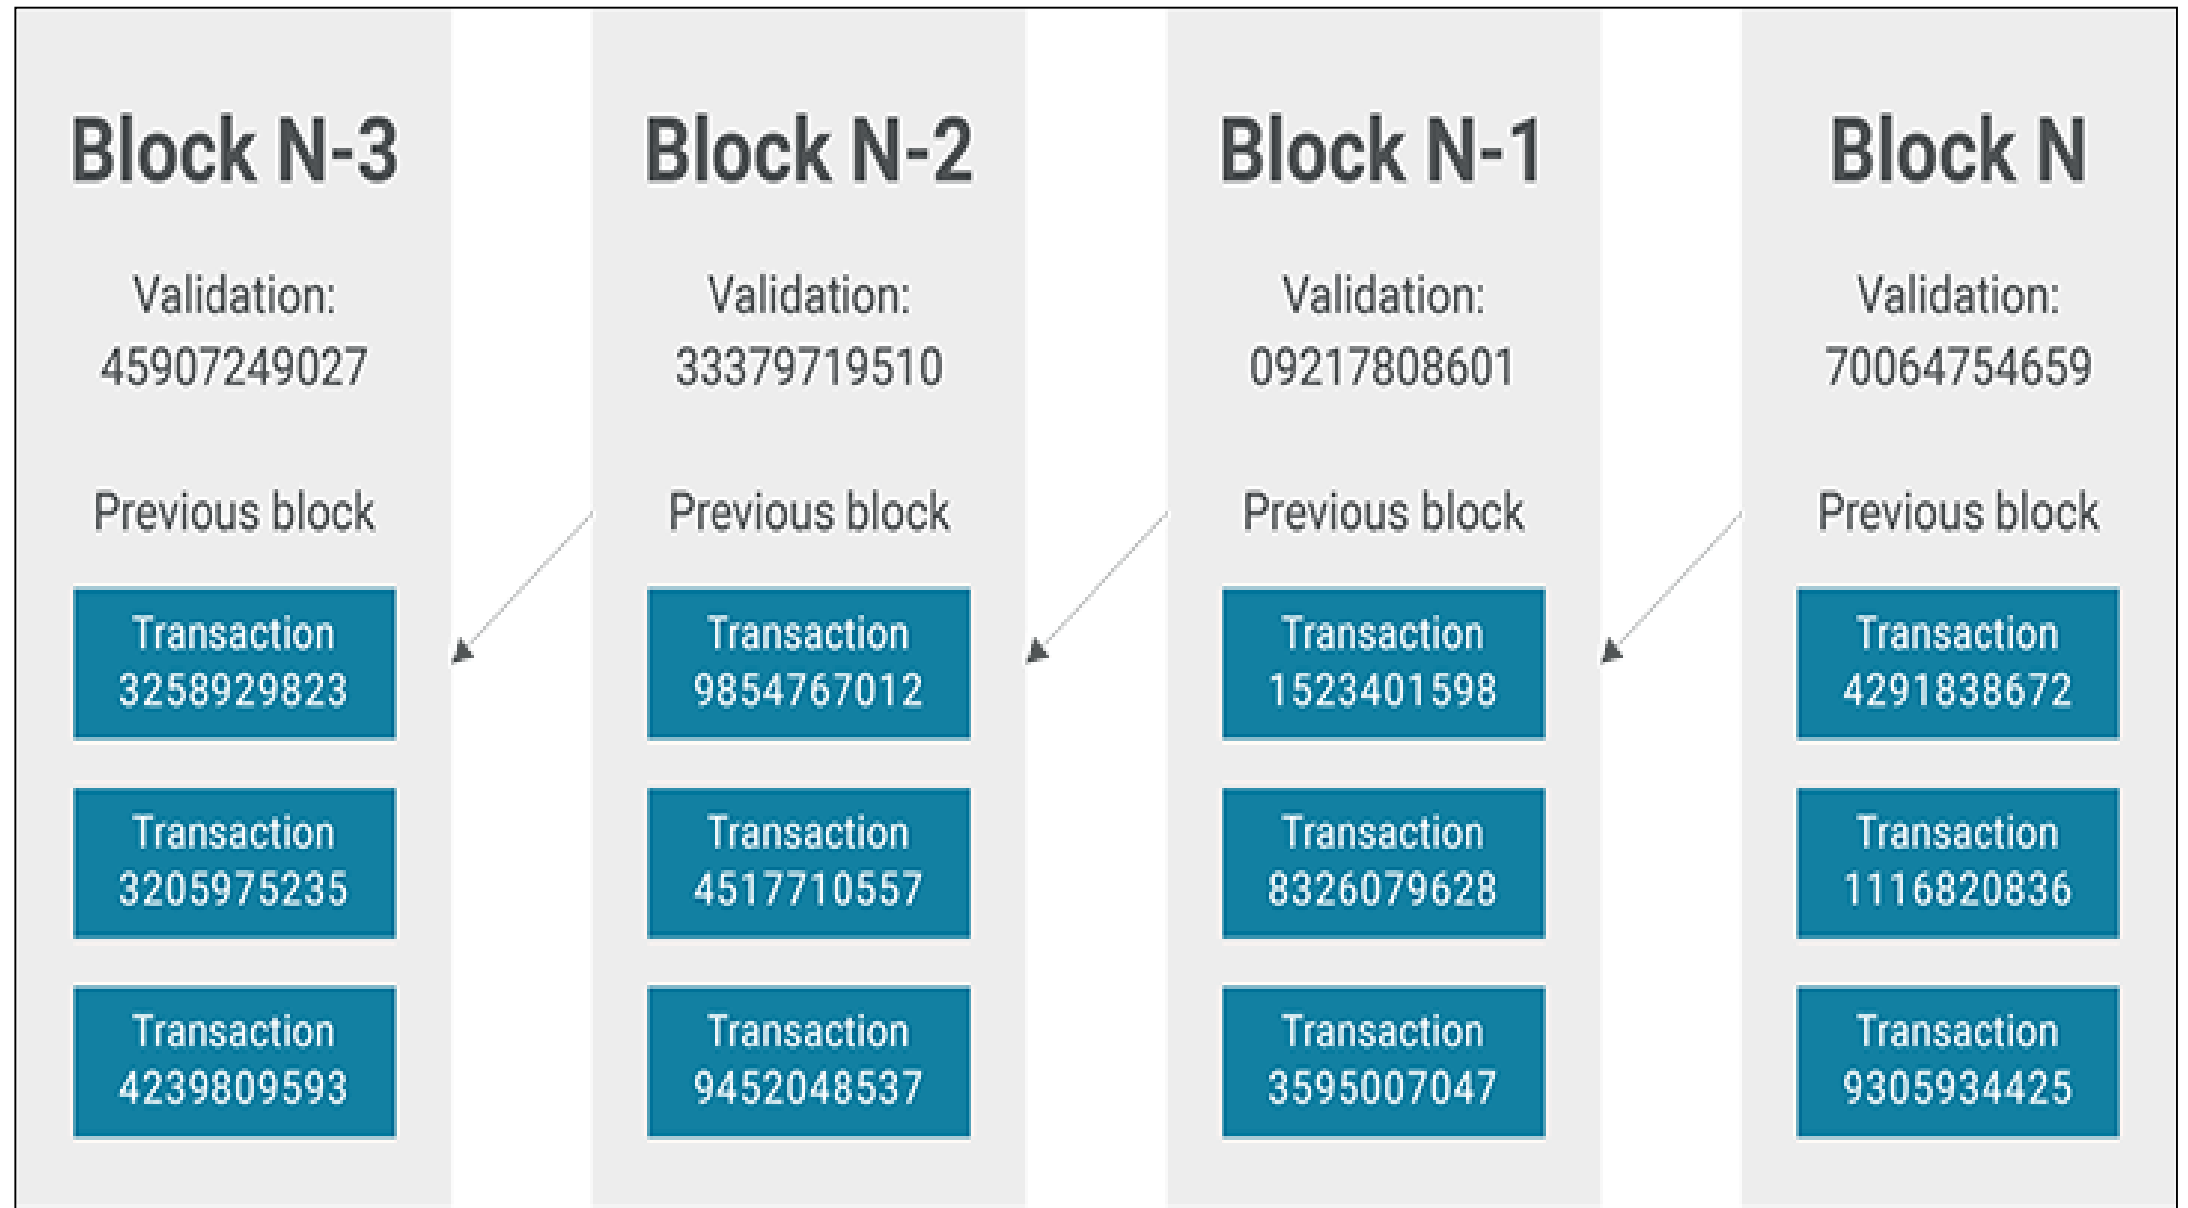 Block N-3
Validation:
45907249027
Previous block
Transaction
3258929823
Transaction
3205975235
Transaction
4239809593
Block N-2
Validation:
33379719510
Previous block
Transaction
9854767012
Transaction
4517710557
Transaction
9452048537
Block N-1
Validation:
09217808601
Previous block
Transaction
1523401598
Transaction
8326079628
Transaction
3595007047
Block N
Validation:
70064754659
Previous block
Transaction
4291838672
Transaction
1116820836
Transaction
9305934425